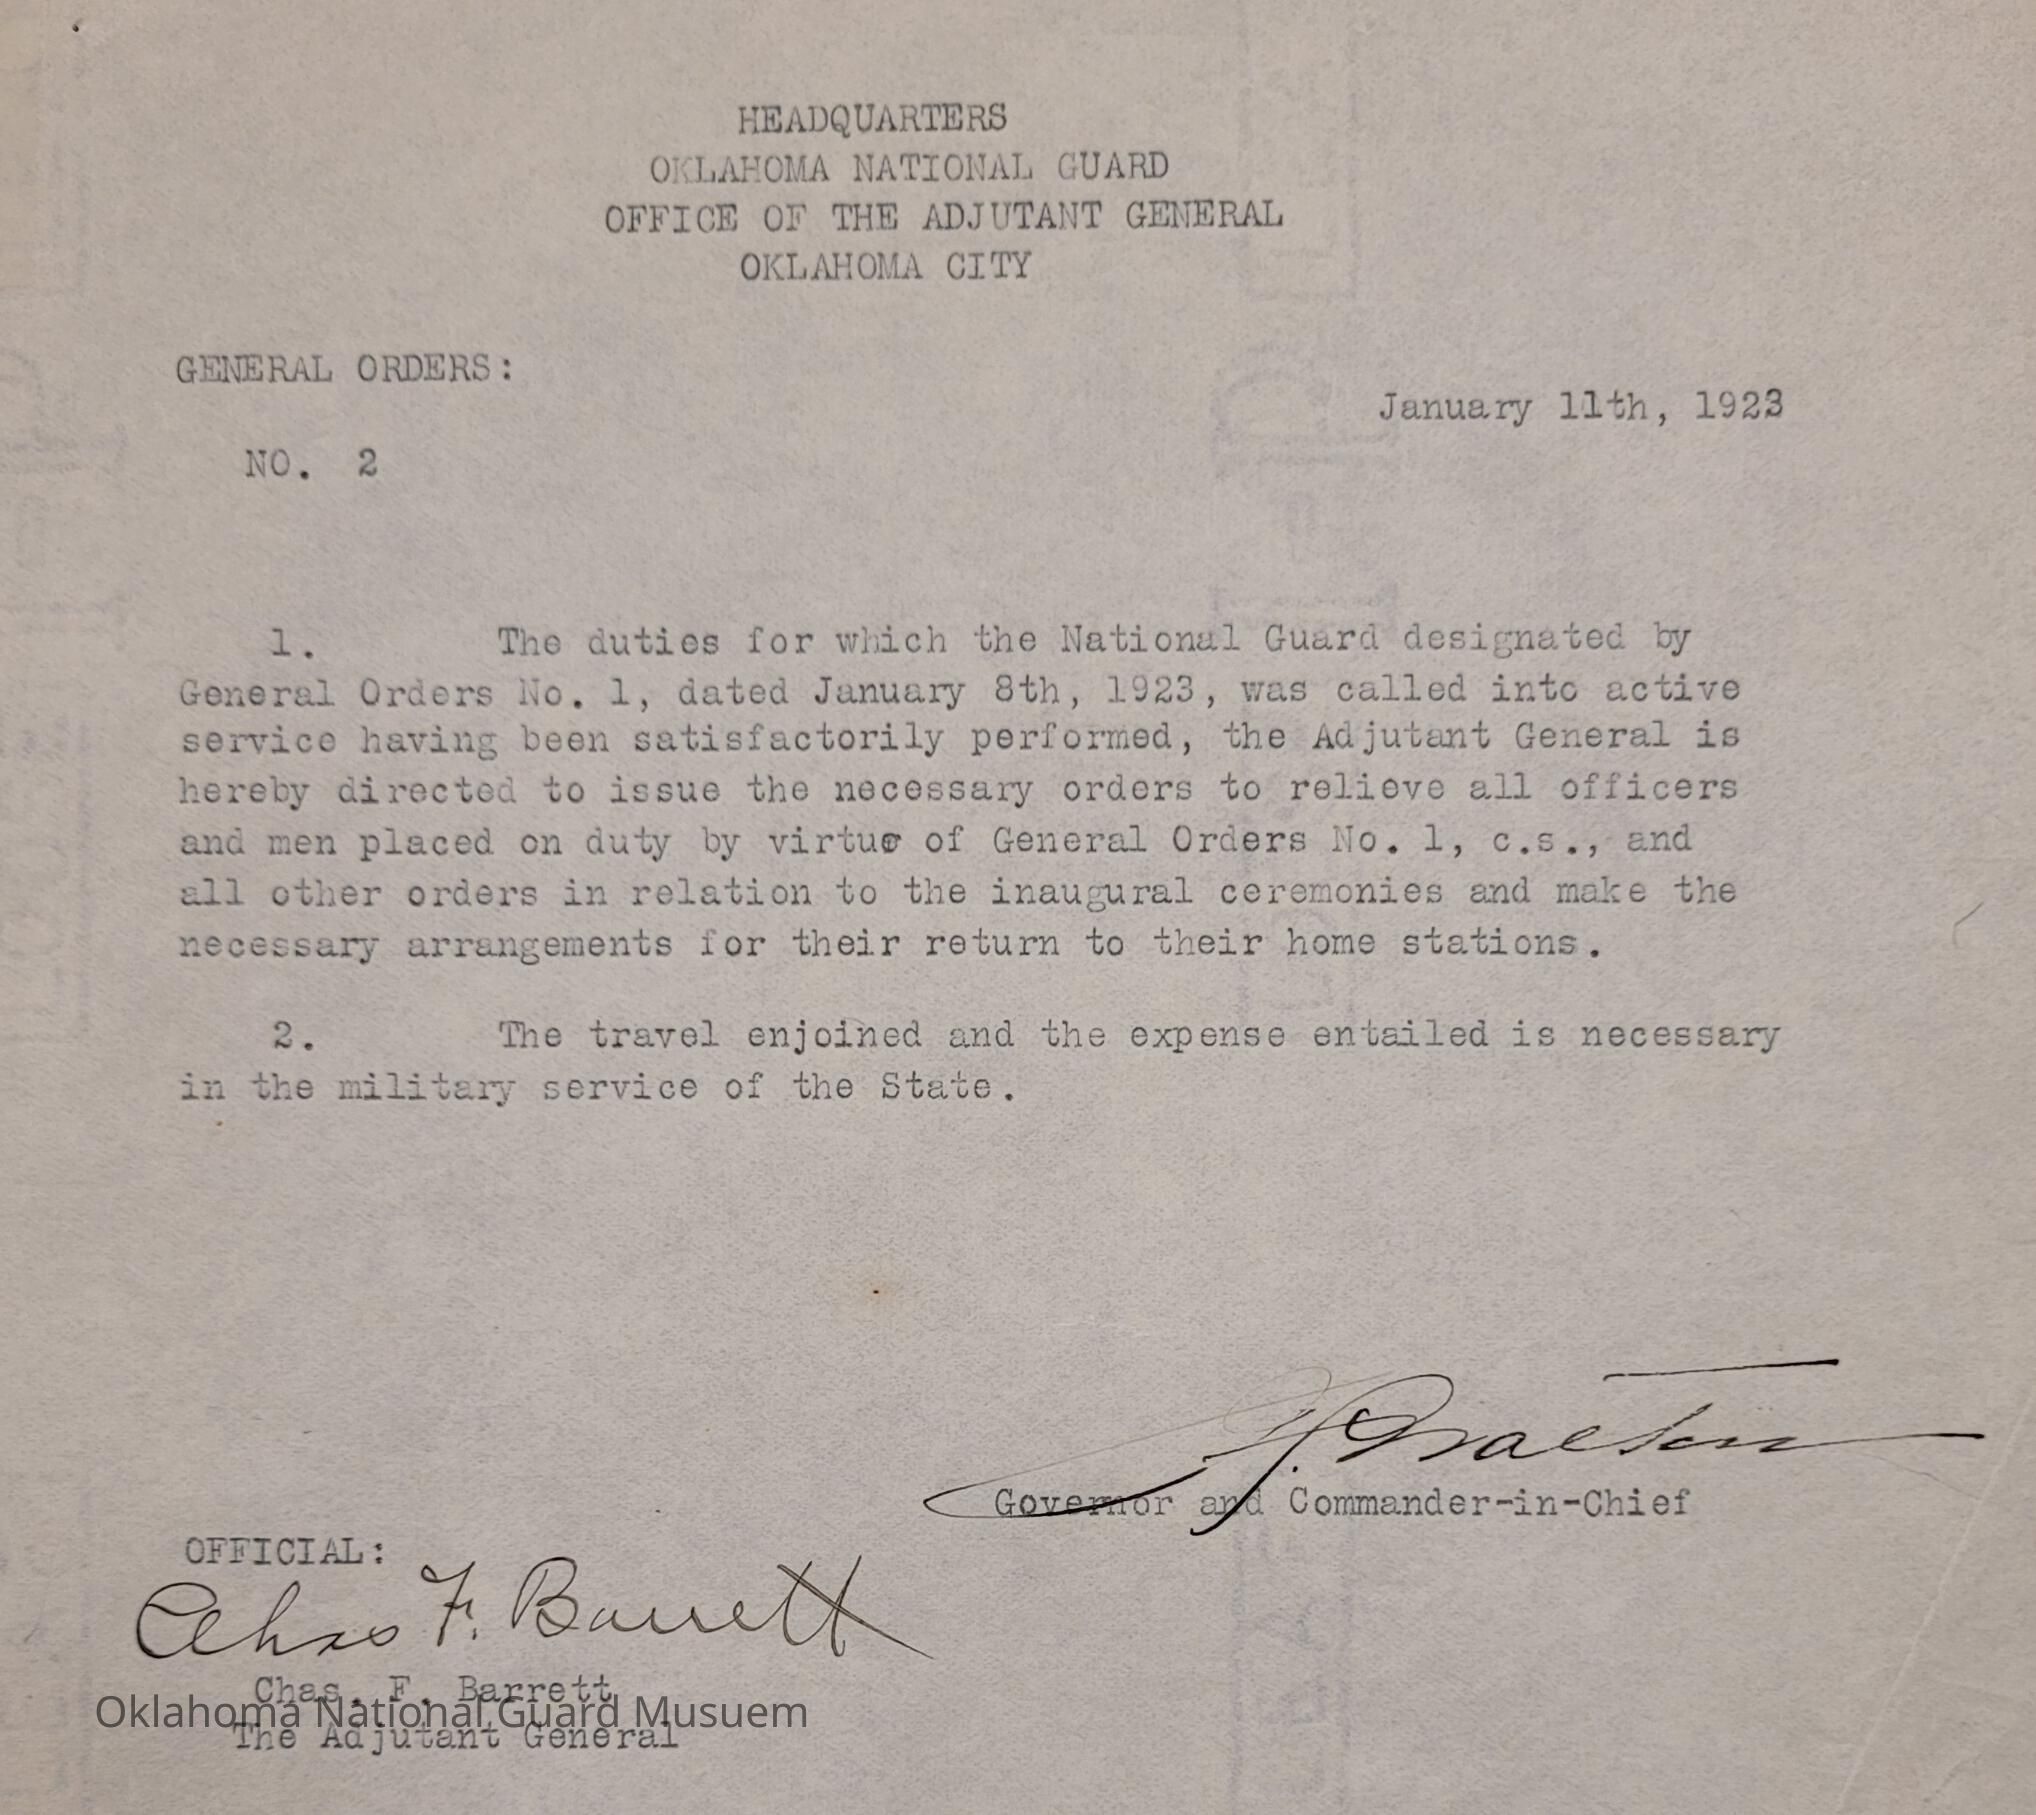 HEADQUARTERS
OKLAHOMA NATIONAL GUARD
OFFICE OF THE ADJUTANT GENERAL
OKLAHOMA CITY
GENERAL ORDERS:
January 11th, 1923
NO. 2
1. The duties for which the National Guard designated by
General Orders No. 1, dated January 8th, 1923, was called into active
service having been satisfactorily performed, the Adjutant General is
hereby directed to issue the necessary orders to relieve all officers
and men placed on duty by virtue of General Orders No. 1, c.s., and
all other orders in relation to the inaugural ceremonies and make the
necessary arrangements for their return to their home stations.
2. The travel enjoined and the expense entailed is necessary
in the military service of the State.
Governor and Commander-in-Chief
OFFICIAL:
Chas F. Barrett
Chas. F. Barrett
Oklahoma National Guard Musuem
The Adjutant General